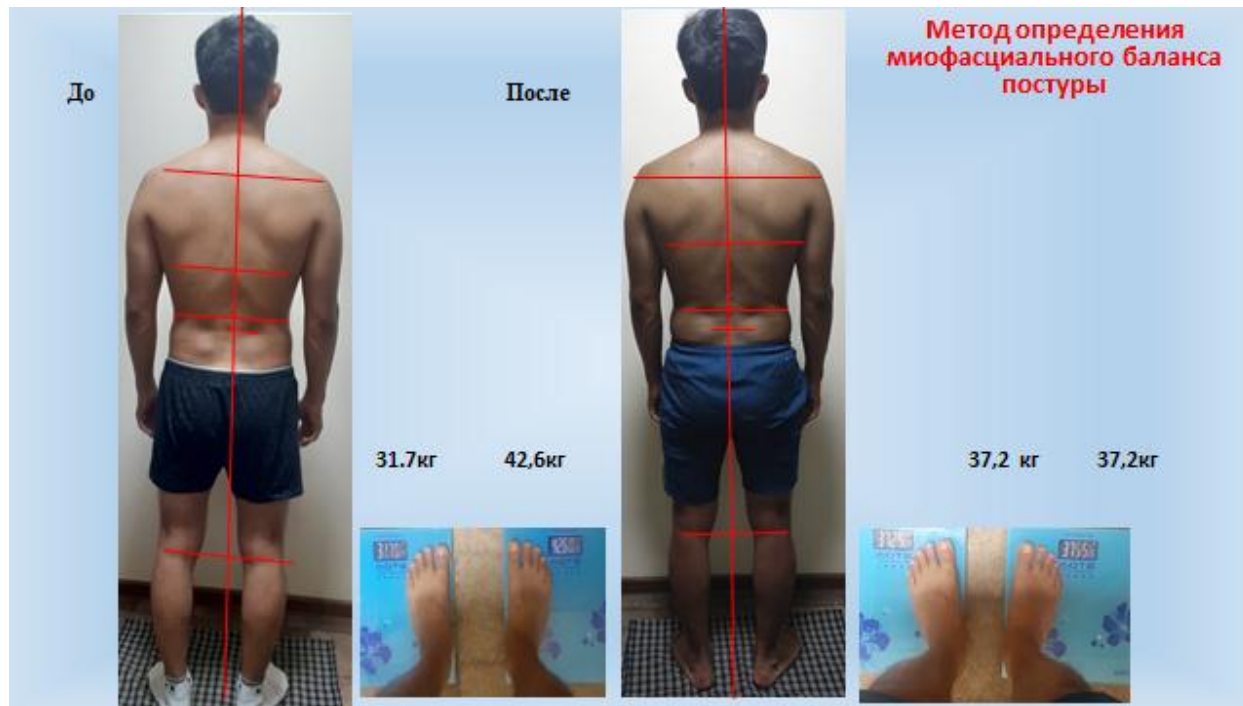 Метод определения
миофасциального баланса
постуры
До
После
31.7кг
42,6кг
37,2 кг
37,2кг